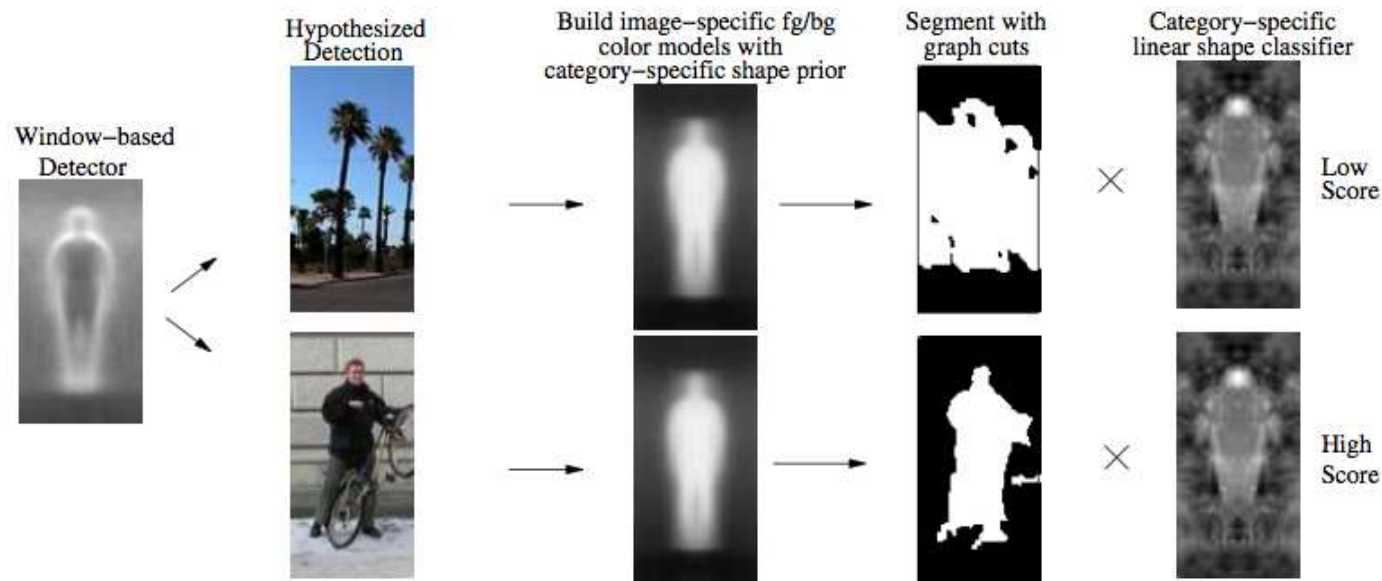 Window-based
Detector
Hypothesized
Detection
Build image-specific fg/bg
color models with
category-specific shape prior
Segment with
graph cuts
Category-specific
linear shape classifier
Low
Score
High
Score